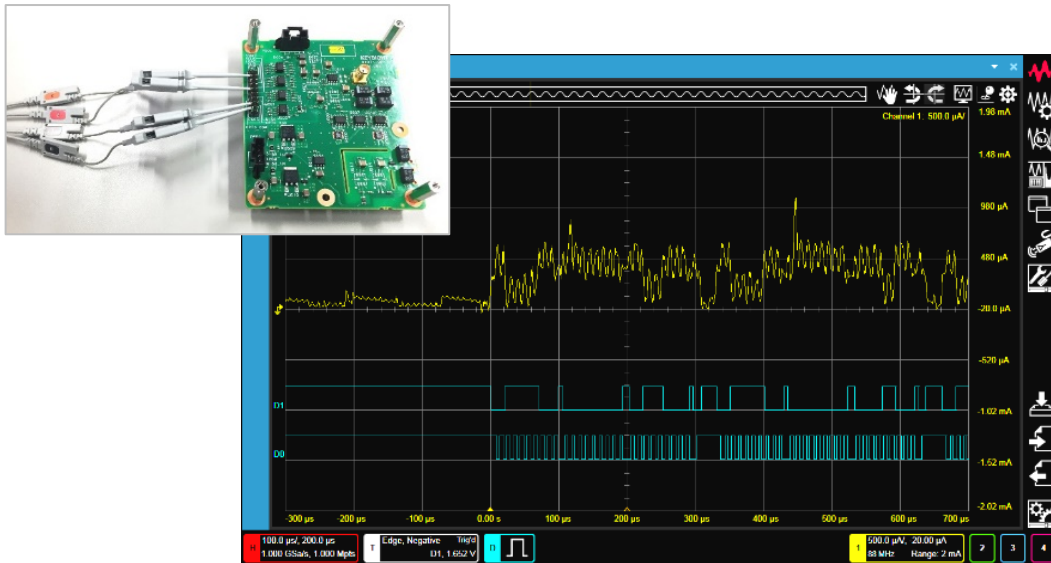 Channel 1. 500.0 µA/
1.98 mA
1.48 mA
980 µA
480 µA
-20.0 µA
-520 µA
-1.02 mA
-1.52 mA
-2.02 mA
D1
D0
-300 µs
-200 µs
-100 µs
0.00 s
100 µs
200 µs
300 µs
400 µs
500 µs
600 µs
700 µs
H
100.0 µs/, 200.0 µs
1.000 GSa/s, 1.000 Mpts
T
Edge, Negative
Trig'd
D1, 1.652 V
D
1
500.0 µA/, 20.00 µA
88 MHz
Range: 2 mA
2
3
4